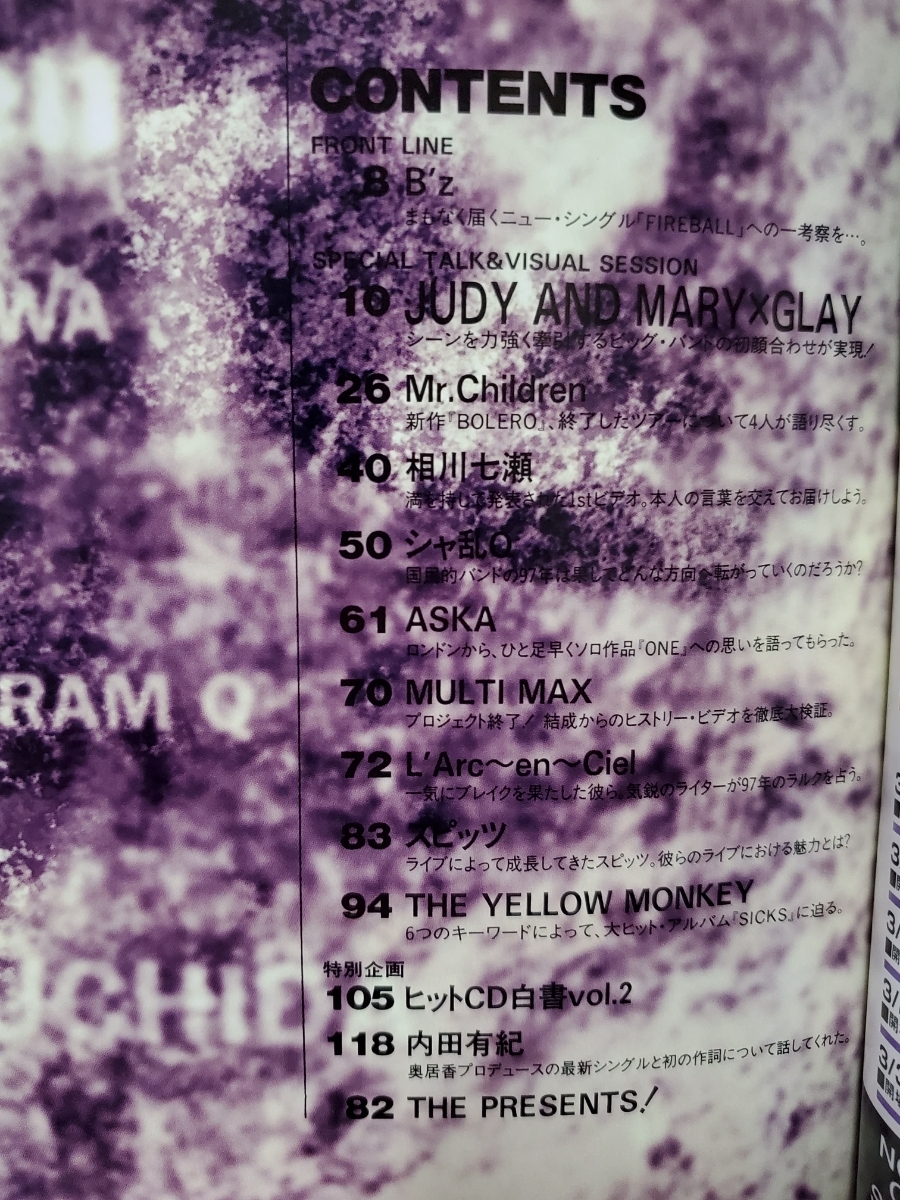 CONTENTS
FRONT LINE
8 B'z
まもなく届くニュー・シングル「FIREBALL」への一考察を…。
SPECIAL TALK&VISUAL SESSION
10 JUDY AND MARY×GLAY
シーンを力強く牽引するビッグ・バンドの初顔合わせが実現!
26 Mr.Children
新作『BOLERO』、終了したツアーについて4人が語り尽くす。
40 相川七瀬
満を持して発表された1stビデオ。本人の言葉を交えてお届けしよう。
50 シャ乱Q
国民的バンドの97年は果してどんな方向へ転がっていくのだろうか?
61 ASKA
ロンドンから、ひと足早くソロ作品『ONE』への思いを語ってもらった。
70 MULTI MAX
プロジェクト終了! 結成からのヒストリー・ビデオを徹底大検証。
72 L'Arc〜en〜Ciel
一気にブレイクを果たした彼ら。気鋭のライターが97年のラルクを占う。
83 スピッツ
ライブによって成長してきたスピッツ。彼らのライブにおける魅力とは?
94 THE YELLOW MONKEY
6つのキーワードによって、大ヒット・アルバム『SICKS』に迫る。
特別企画
105 ヒットCD白書vol.2
118 内田有紀
奥居香プロデュースの最新シングルと初の作詞について話してくれた。
82 THE PRESENTS!
WA
RAM Q
UCHID